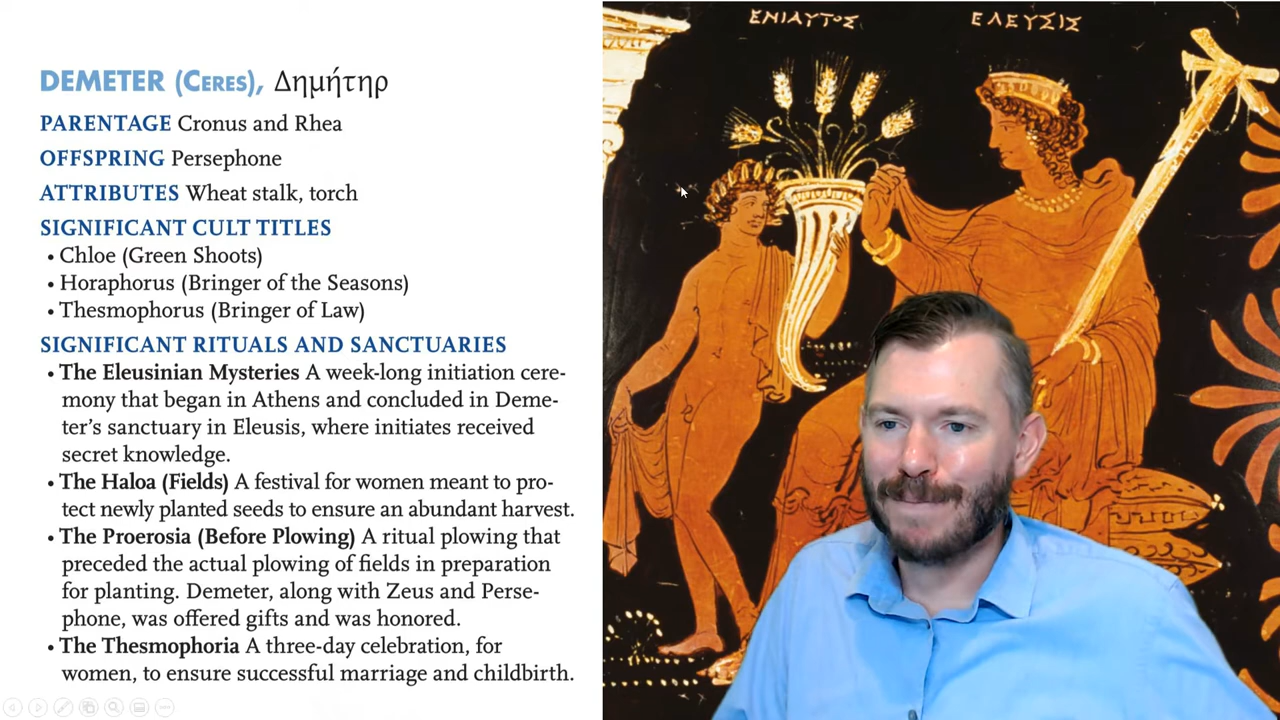 DEMETER (CERES), Δημήτηρ
PARENTAGE Cronus and Rhea
OFFSPRING Persephone
ATTRIBUTES Wheat stalk, torch
SIGNIFICANT CULT TITLES
• Chloe (Green Shoots)
• Horaphorus (Bringer of the Seasons)
• Thesmophorus (Bringer of Law)
SIGNIFICANT RITUALS AND SANCTUARIES
• The Eleusinian Mysteries A week-long initiation cere-
mony that began in Athens and concluded in Deme-
ter’s sanctuary in Eleusis, where initiates received
secret knowledge.
• The Haloa (Fields) A festival for women meant to pro-
tect newly planted seeds to ensure an abundant harvest.
• The Proerosia (Before Plowing) A ritual plowing that
preceded the actual plowing of fields in preparation
for planting. Demeter, along with Zeus and Perse-
phone, was offered gifts and was honored.
• The Thesmophoria A three-day celebration, for
women, to ensure successful marriage and childbirth.
ΕΝΙΑΥΤΟΣ ΕΛΕΥΣΙΣ